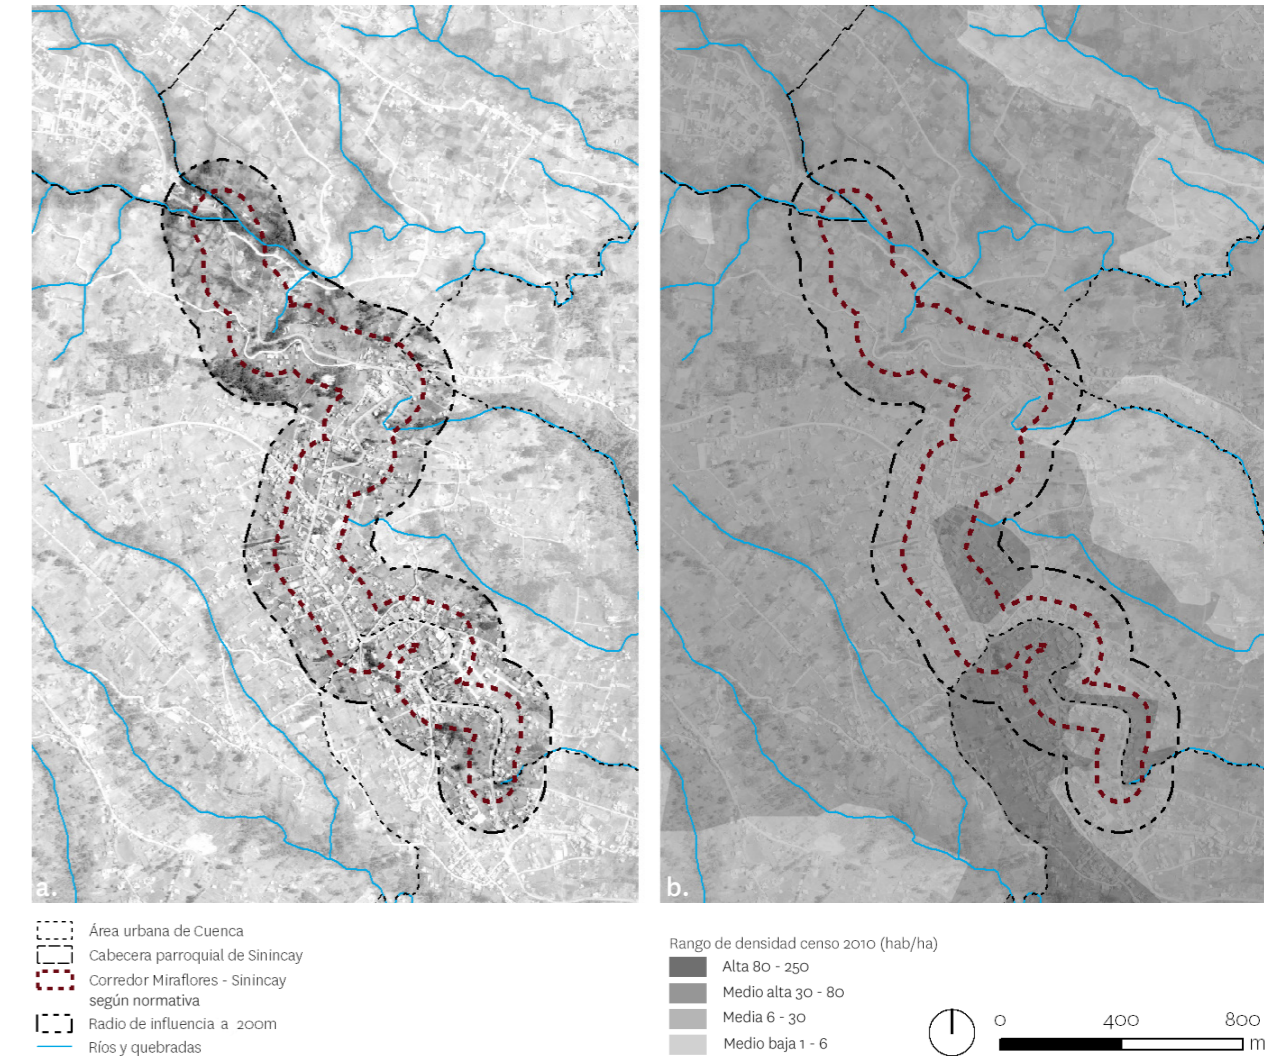 a.
b.
Área urbana de Cuenca
Cabecera parroquial de Sinincay
Corredor Miraflores - Sinincay
según normativa
Radio de influencia a 200m
Ríos y quebradas
Rango de densidad censo 2010 (hab/ha)
Alta 80 - 250
Medio alta 30 - 80
Media 6 - 30
Medio baja 1 - 6
0 400 800
m